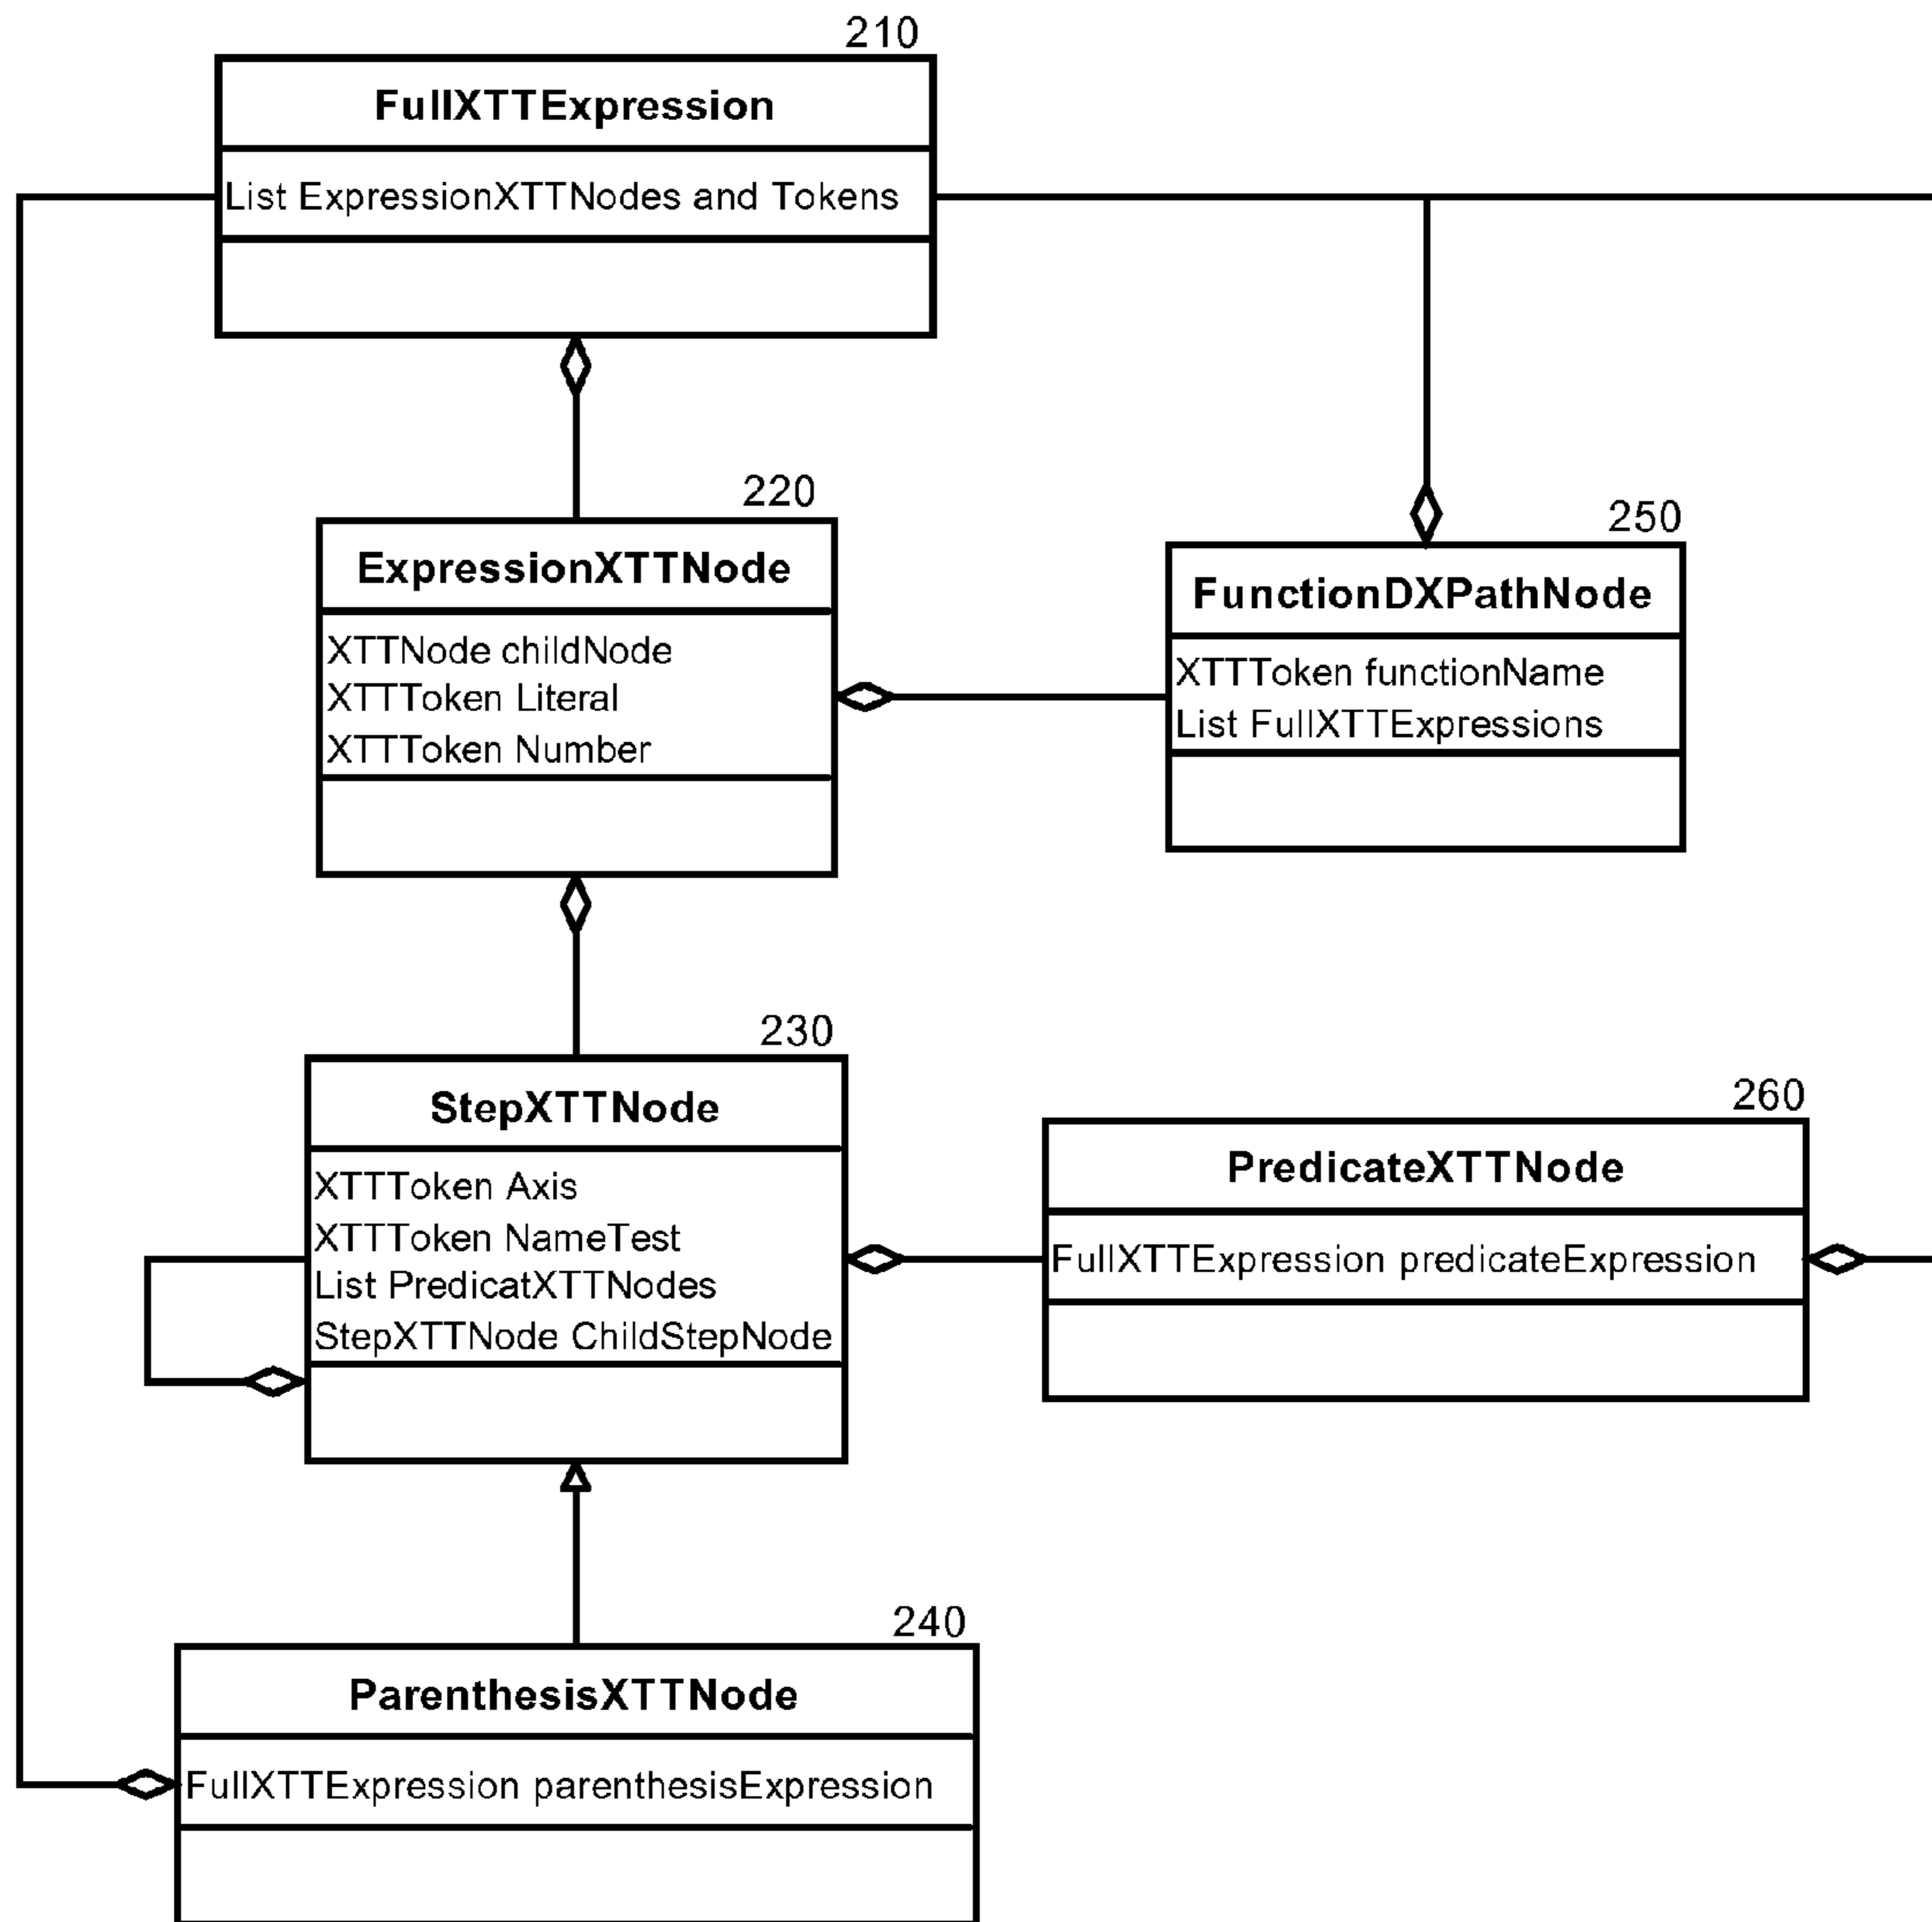 210
FullXTTExpression
List ExpressionXTTNodes and Tokens
220
ExpressionXTTNode
XTTNode childNode
XTTToken Literal
XTTToken Number
250
FunctionDXPathNode
XTTToken functionName
List FullXTTExpressions
230
StepXTTNode
XTTToken Axis
XTTToken NameTest
List PredicatXTTNodes
StepXTTNode ChildStepNode
260
PredicateXTTNode
FullXTTExpression predicateExpression
240
ParenthesisXTTNode
FullXTTExpression parenthesisExpression